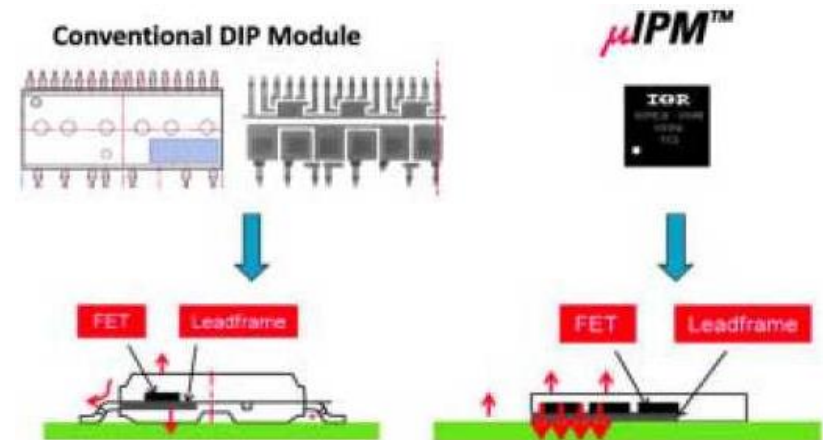 Conventional DIP Module
µIPM™
IOR
FET
Leadframe
FET
Leadframe